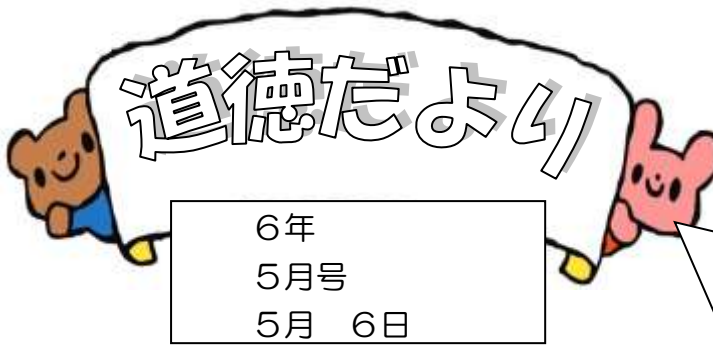 道徳だより
６年
５月号
５月　６日